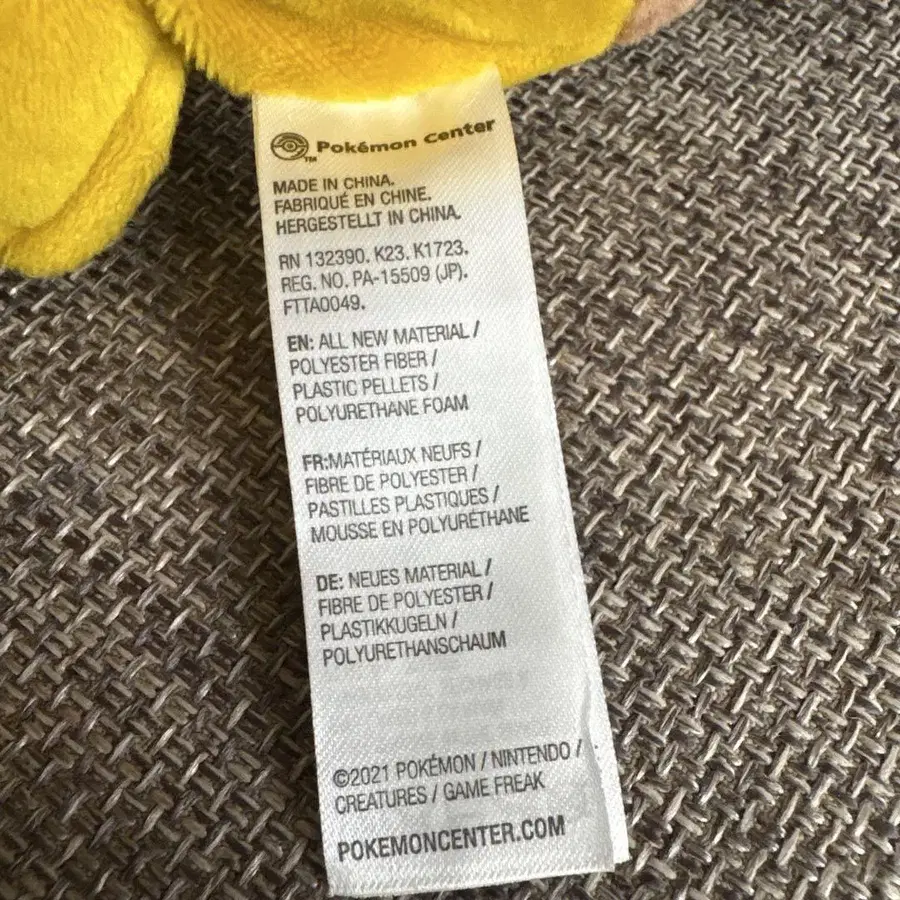 Pokémon Center
TM
MADE IN CHINA.
FABRIQUÉ EN CHINE.
HERGESTELLT IN CHINA.
RN 132390. K23. K1723.
REG. NO. PA-15509 (JP).
FTTA0049.
EN: ALL NEW MATERIAL /
POLYESTER FIBER /
PLASTIC PELLETS /
POLYURETHANE FOAM
FR:MATÉRIAUX NEUFS /
FIBRE DE POLYESTER /
PASTILLES PLASTIQUES /
MOUSSE EN POLYURÉTHANE
DE: NEUES MATERIAL /
FIBRE DE POLYESTER /
PLASTIKKUGELN /
POLYURETHANSCHAUM
©2021 POKÉMON / NINTENDO /
CREATURES / GAME FREAK
POKEMONCENTER.COM